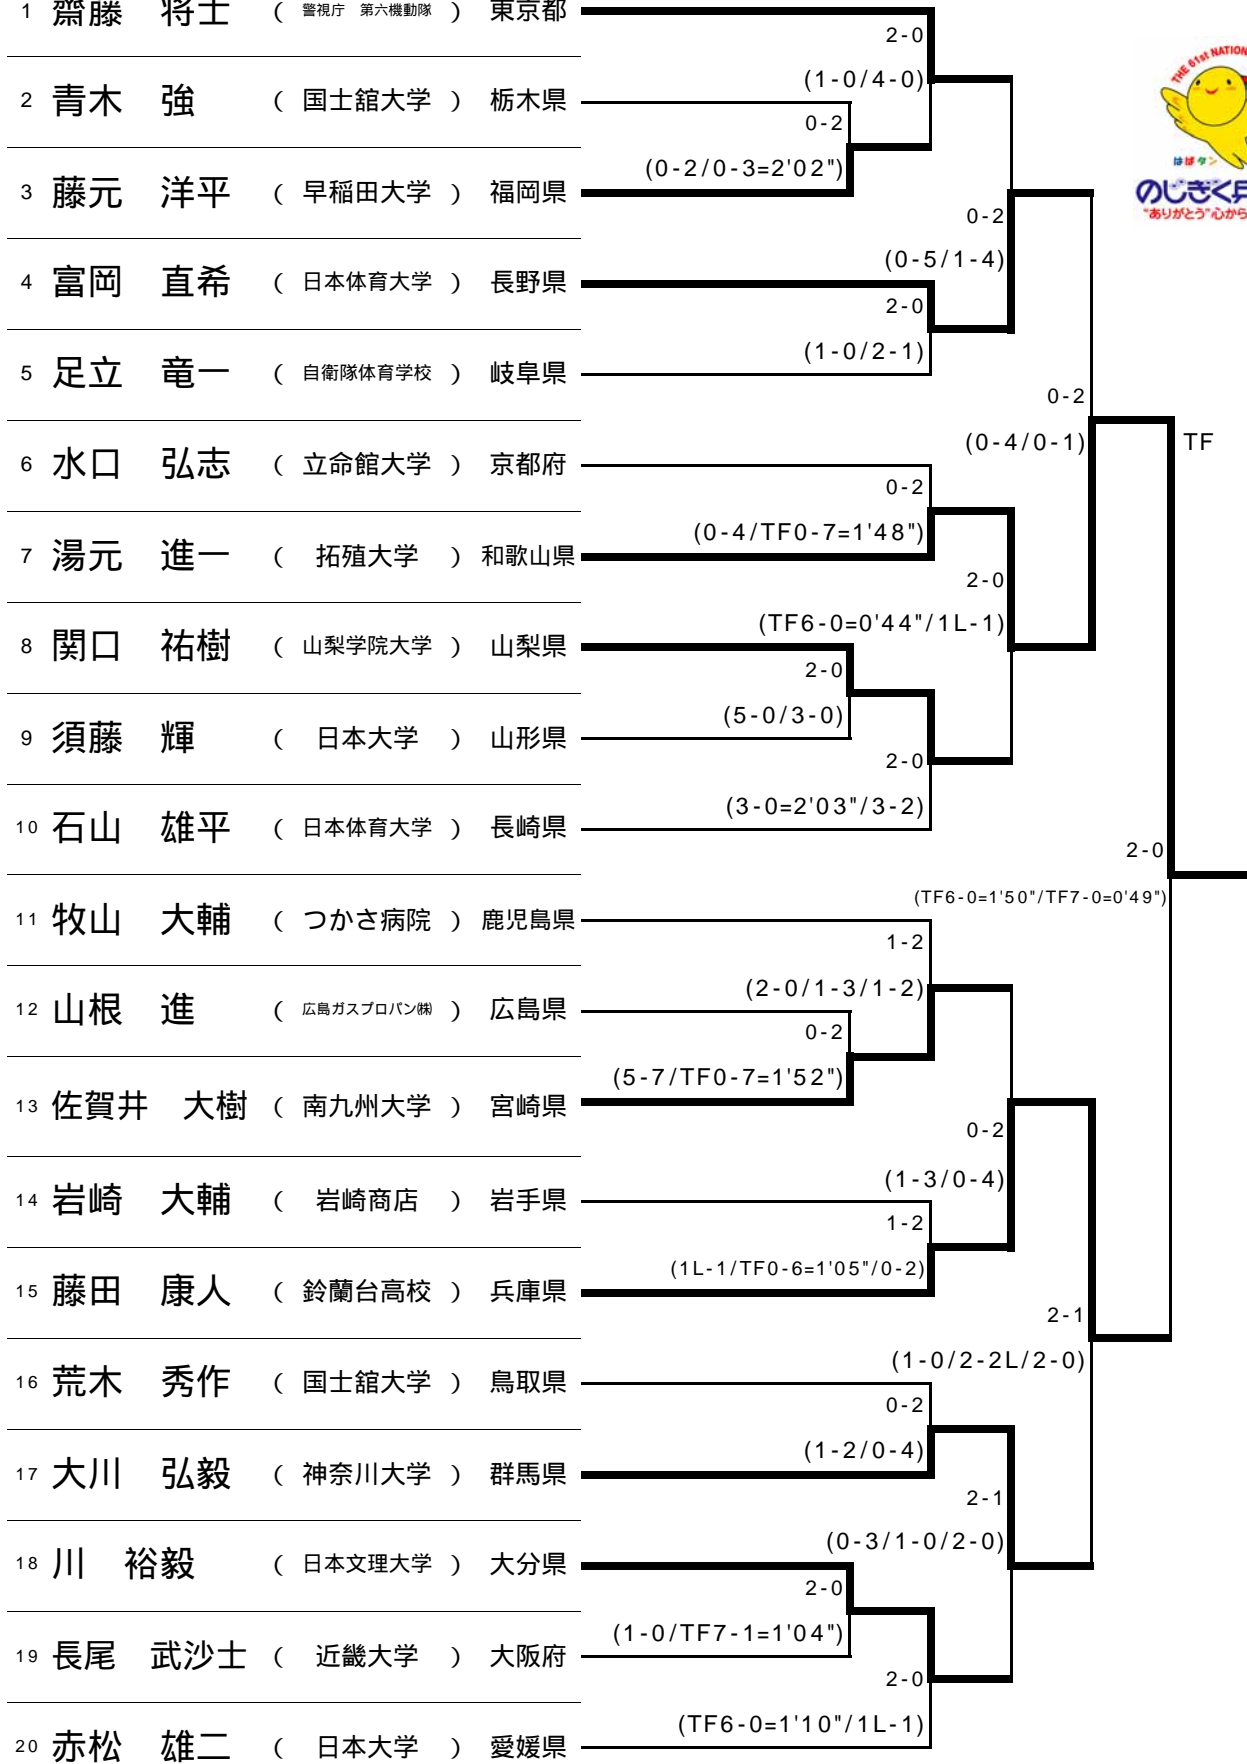 1 齋藤 将士 ( 警視庁 第六機動隊 ) 東京都
2-0
(1-0/4-0)
2 青木 強 ( 国士舘大学 ) 栃木県
0-2
(0-2/0-3=2'02")
3 藤元 洋平 ( 早稲田大学 ) 福岡県
0-2
(0-5/1-4)
4 富岡 直希 ( 日本体育大学 ) 長野県
2-0
(1-0/2-1)
5 足立 竜一 ( 自衛隊体育学校 ) 岐阜県
0-2
(0-4/0-1)
TF
6 水口 弘志 ( 立命館大学 ) 京都府
0-2
(0-4/TF0-7=1'48")
7 湯元 進一 ( 拓殖大学 ) 和歌山県
2-0
(TF6-0=0'44"/1L-1)
8 関口 祐樹 ( 山梨学院大学 ) 山梨県
2-0
(5-0/3-0)
9 須藤 輝 ( 日本大学 ) 山形県
2-0
(3-0=2'03"/3-2)
10 石山 雄平 ( 日本体育大学 ) 長崎県
2-0
(TF6-0=1'50"/TF7-0=0'49")
11 牧山 大輔 ( つかさ病院 ) 鹿児島県
1-2
(2-0/1-3/1-2)
12 山根 進 ( 広島ガスプロパン㈱ ) 広島県
0-2
(5-7/TF0-7=1'52")
13 佐賀井 大樹 ( 南九州大学 ) 宮崎県
0-2
(1-3/0-4)
14 岩崎 大輔 ( 岩崎商店 ) 岩手県
1-2
(1L-1/TF0-6=1'05"/0-2)
15 藤田 康人 ( 鈴蘭台高校 ) 兵庫県
2-1
(1-0/2-2L/2-0)
16 荒木 秀作 ( 国士舘大学 ) 鳥取県
0-2
(1-2/0-4)
17 大川 弘毅 ( 神奈川大学 ) 群馬県
2-1
(0-3/1-0/2-0)
18 川 裕毅 ( 日本文理大学 ) 大分県
2-0
(1-0/TF7-1=1'04")
19 長尾 武沙士 ( 近畿大学 ) 大阪府
2-0
(TF6-0=1'10"/1L-1)
20 赤松 雄二 ( 日本大学 ) 愛媛県
THE 61st NATION
はばタン
のじぎく兵
"ありがとう"心から